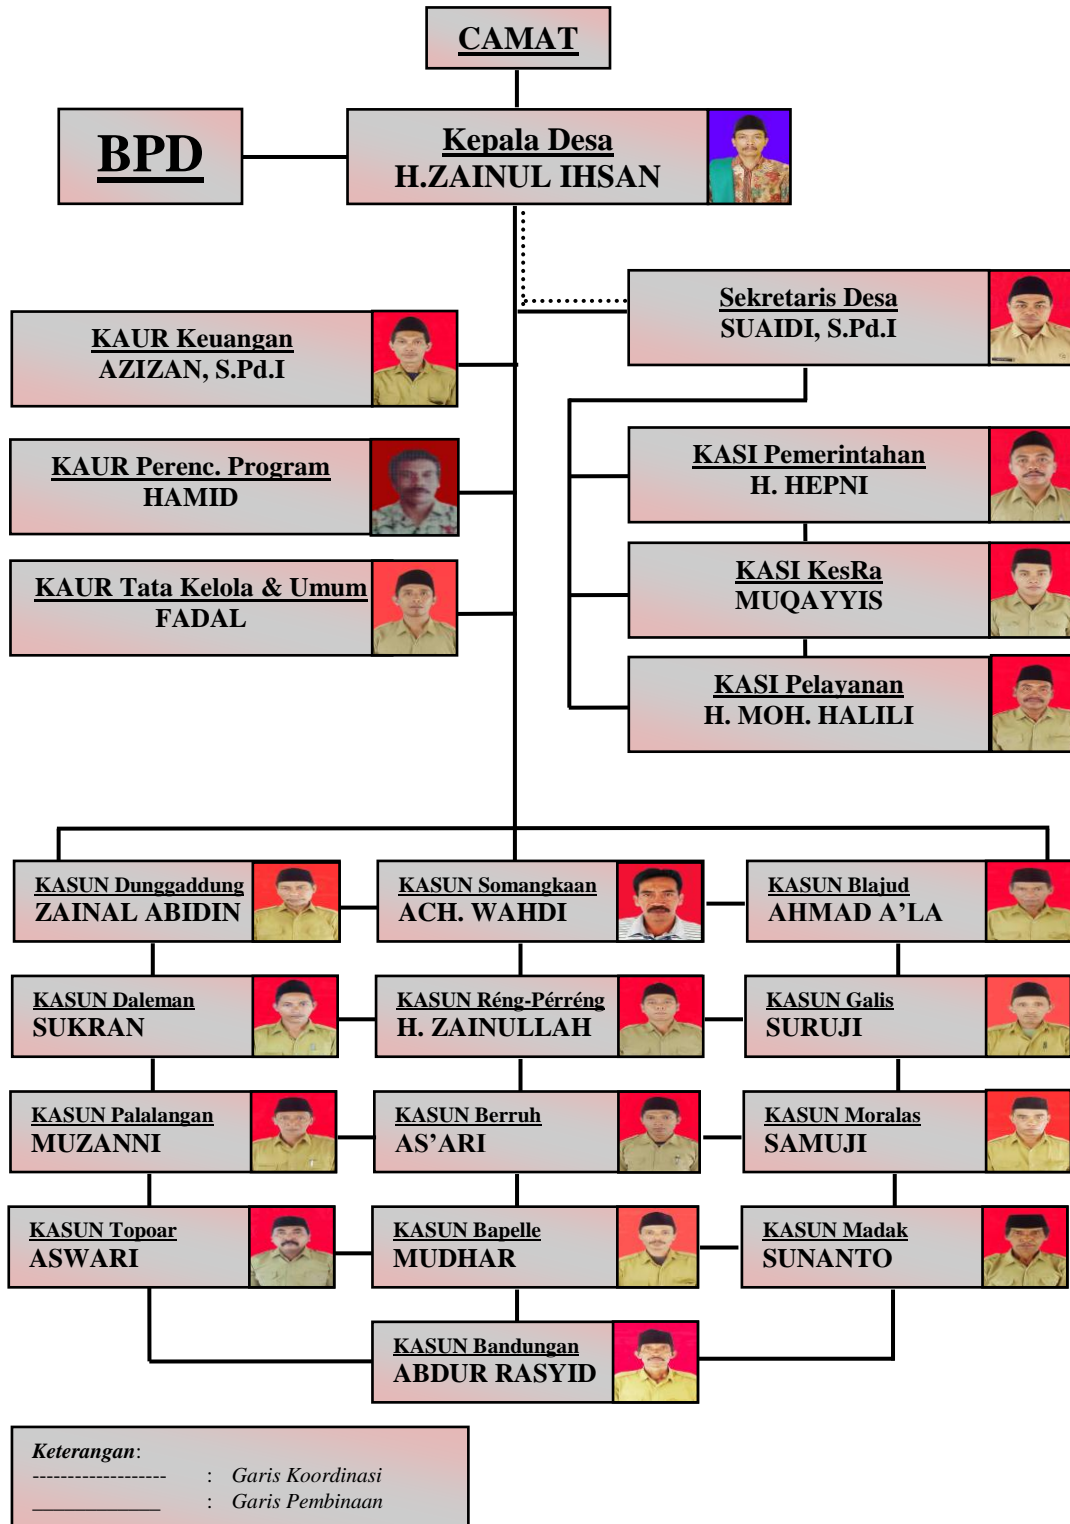 CAMAT
BPD
Kepala Desa
H.ZAINUL IHSAN
Sekretaris Desa
SUAIDI, S.Pd.I
KAUR Keuangan
AZIZAN, S.Pd.I
KAUR Perenc. Program
HAMID
KAUR Tata Kelola & Umum
FADAL
KASI Pemerintahan
H. HEPNI
KASI KesRa
MUQAYYIS
KASI Pelayanan
H. MOH. HALILI
KASUN Dunggaddung
ZAINAL ABIDIN
KASUN Somangkaan
ACH. WAHDI
KASUN Blajud
AHMAD A’LA
KASUN Daleman
SUKRAN
KASUN Réng-Pérréng
H. ZAINULLAH
KASUN Galis
SURUJI
KASUN Palalangan
MUZANNI
KASUN Berruh
AS’ARI
KASUN Moralas
SAMUJI
KASUN Topoar
ASWARI
KASUN Bapelle
MUDHAR
KASUN Madak
SUNANTO
KASUN Bandungan
ABDUR RASYID
Keterangan:
------------------- : Garis Koordinasi
____________ : Garis Pembinaan